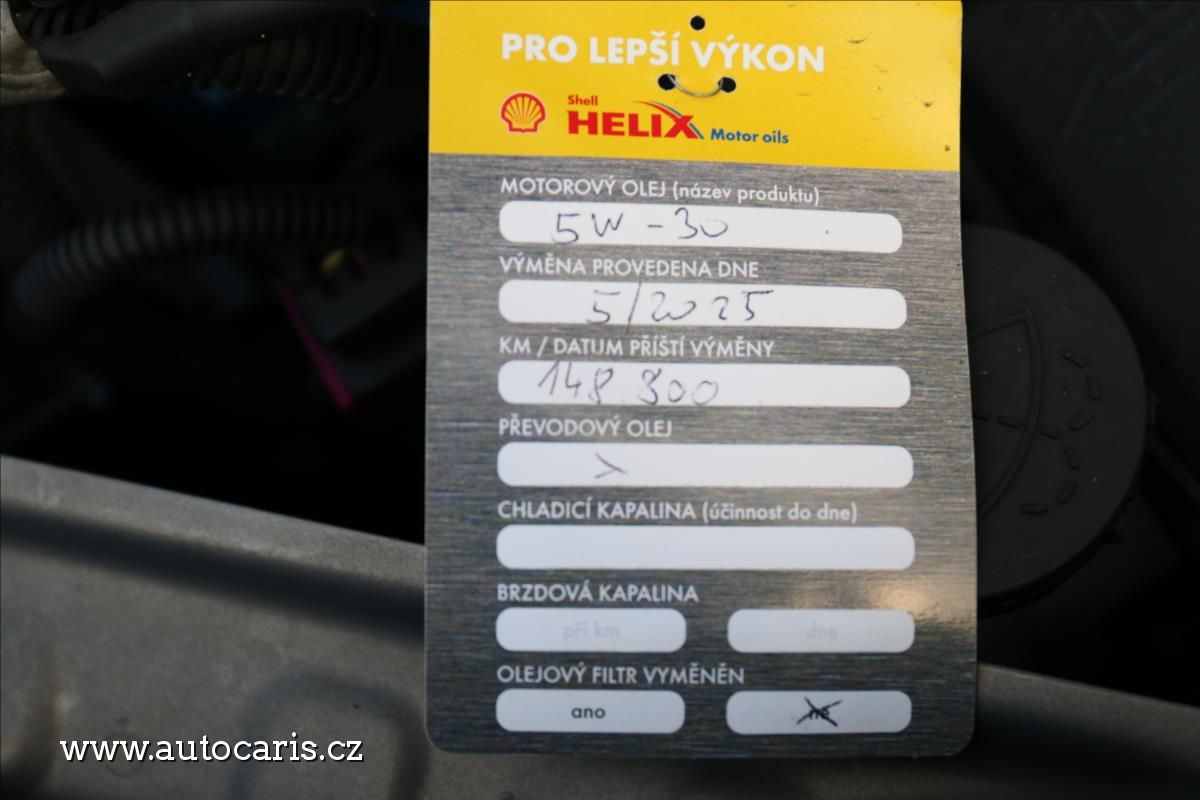 PRO LEPŠÍ VÝKON
Shell
HELIX Motor oils
MOTOROVÝ OLEJ (název produktu)
5W-30
VÝMĚNA PROVEDENA DNE
5/2025
KM / DATUM PŘÍŠTÍ VÝMĚNY
148.800
PŘEVODOVÝ OLEJ
>
CHLADICÍ KAPALINA (účinnost do dne)
BRZDOVÁ KAPALINA
při km dne
OLEJOVÝ FILTR VYMĚNĚN
ano ne
www.autocaris.cz